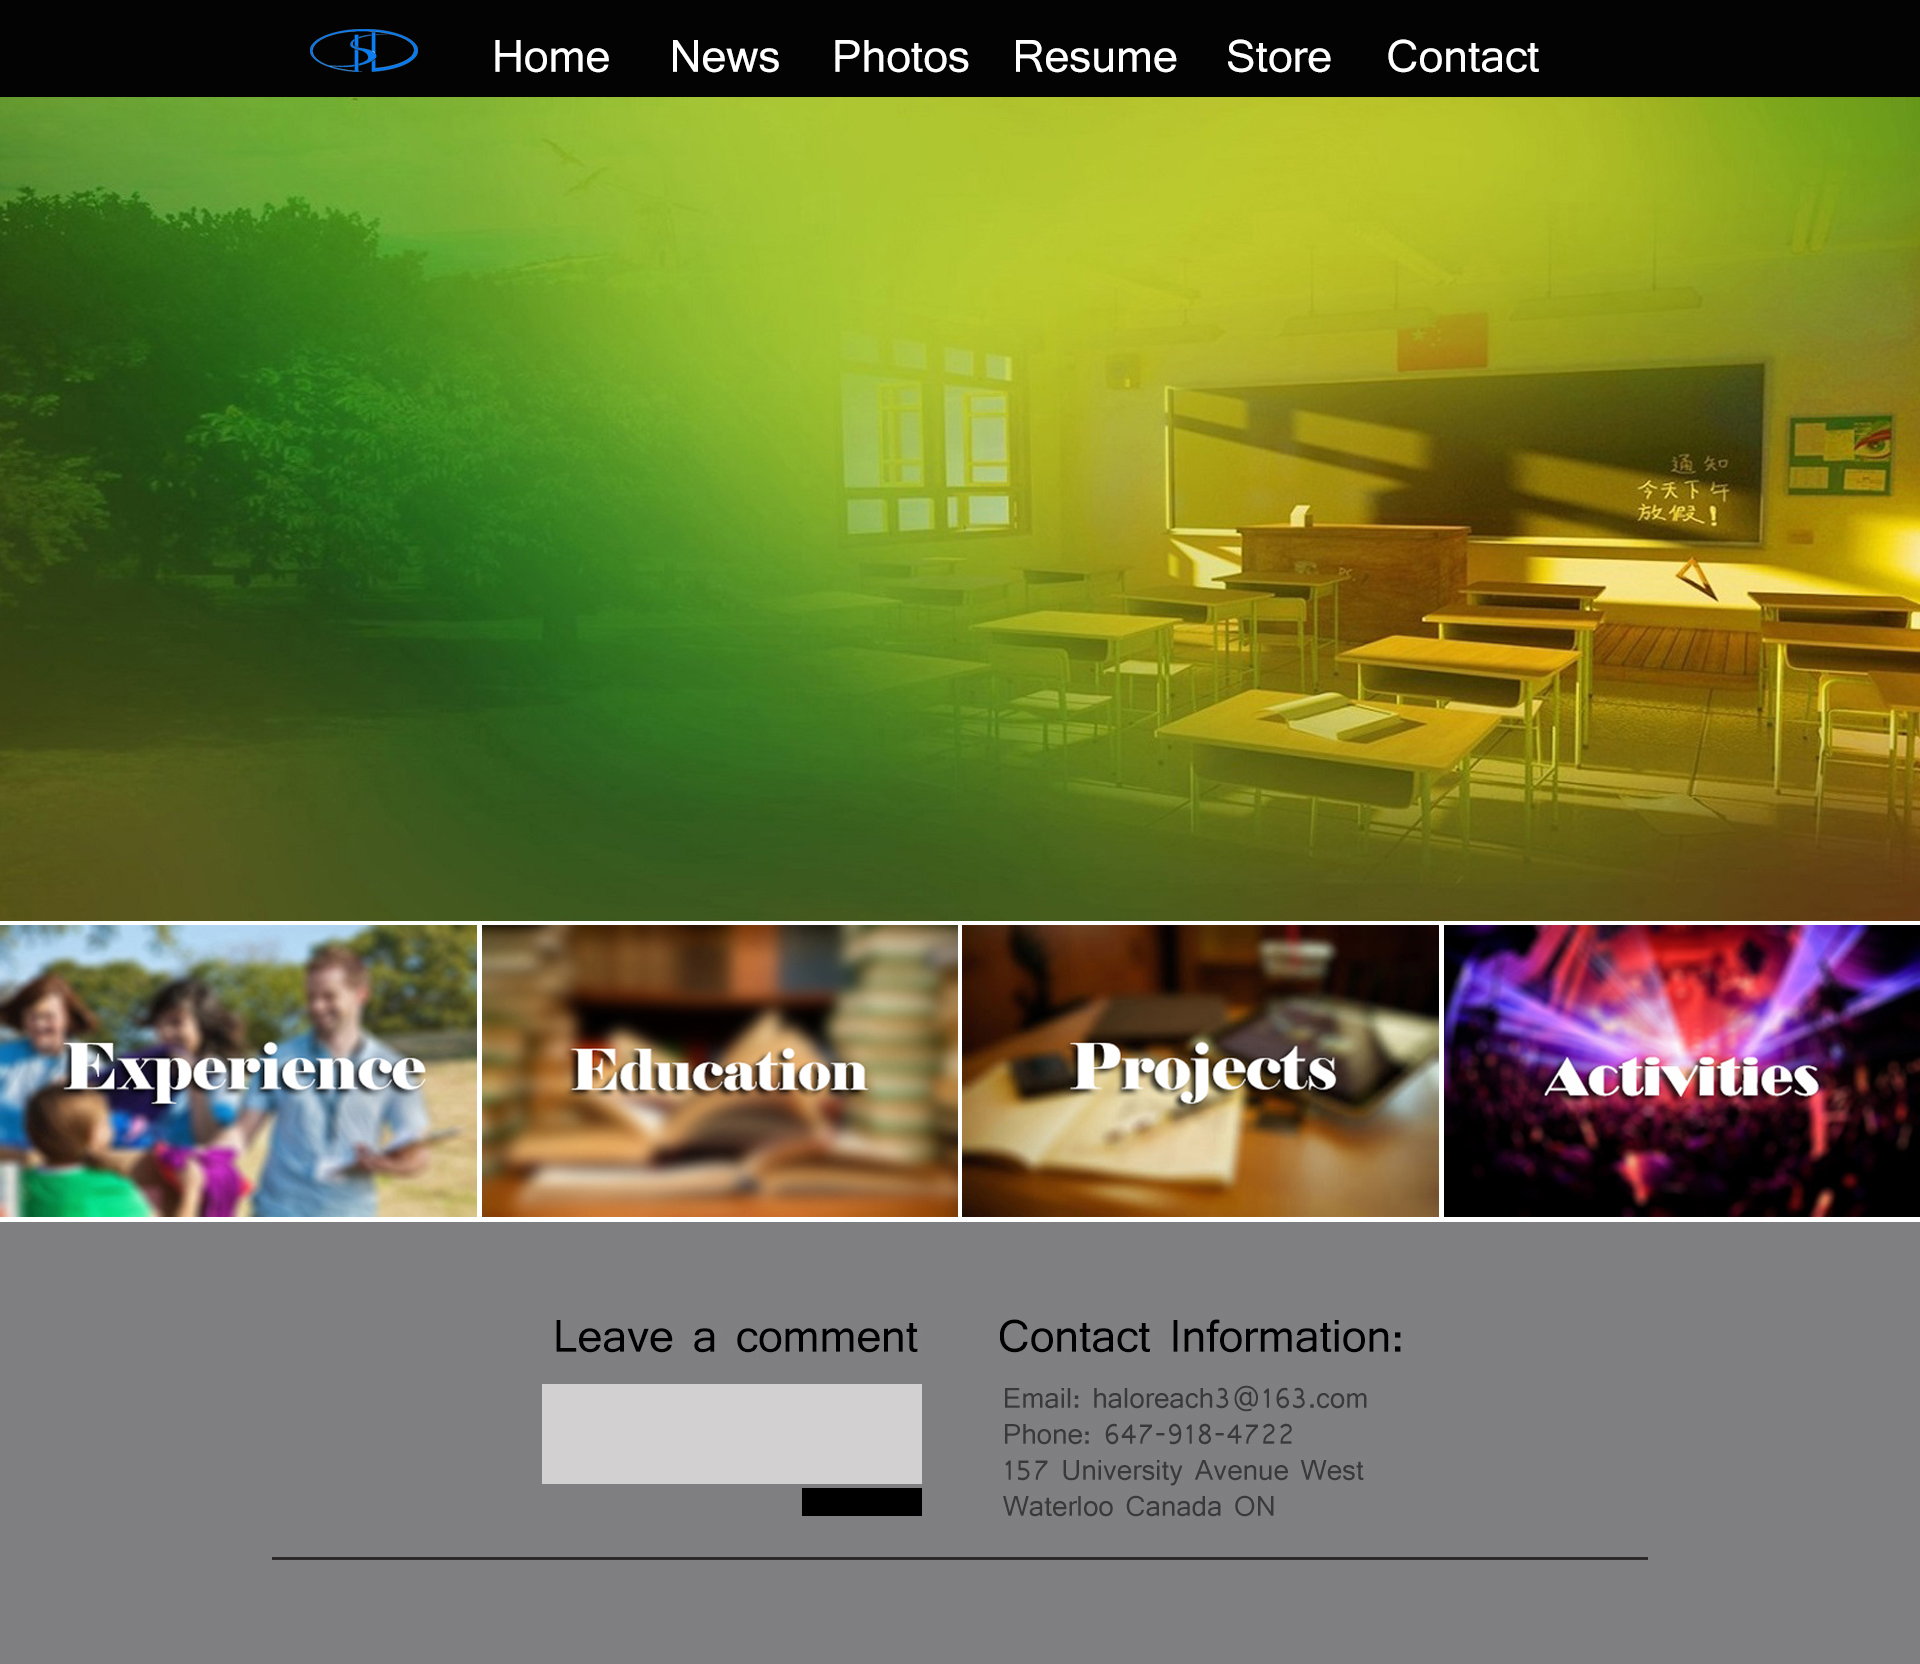 Home News Photos Resume Store Contact
通知
今天下午
放假!
Experience Education Projects Activities
Leave a comment
Contact Information:
Email: haloreach3@163.com
Phone: 647-918-4722
157 University Avenue West
Waterloo Canada ON